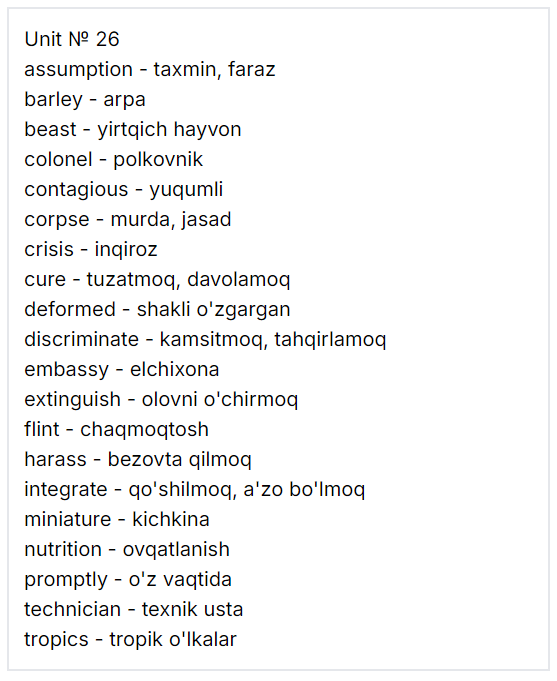 Unit № 26
assumption - taxmin, faraz
barley - arpa
beast - yirtqich hayvon
colonel - polkovnik
contagious - yuqumli
corpse - murda, jasad
crisis - inqiroz
cure - tuzatmoq, davolamoq
deformed - shakli o'zgargan
discriminate - kamsitmoq, tahqirlamoq
embassy - elchixona
extinguish - olovni o'chirmoq
flint - chaqmoqtosh
harass - bezovta qilmoq
integrate - qo'shilmoq, a'zo bo'lmoq
miniature - kichkina
nutrition - ovqatlanish
promptly - o'z vaqtida
technician - texnik usta
tropics - tropik o'lkalar